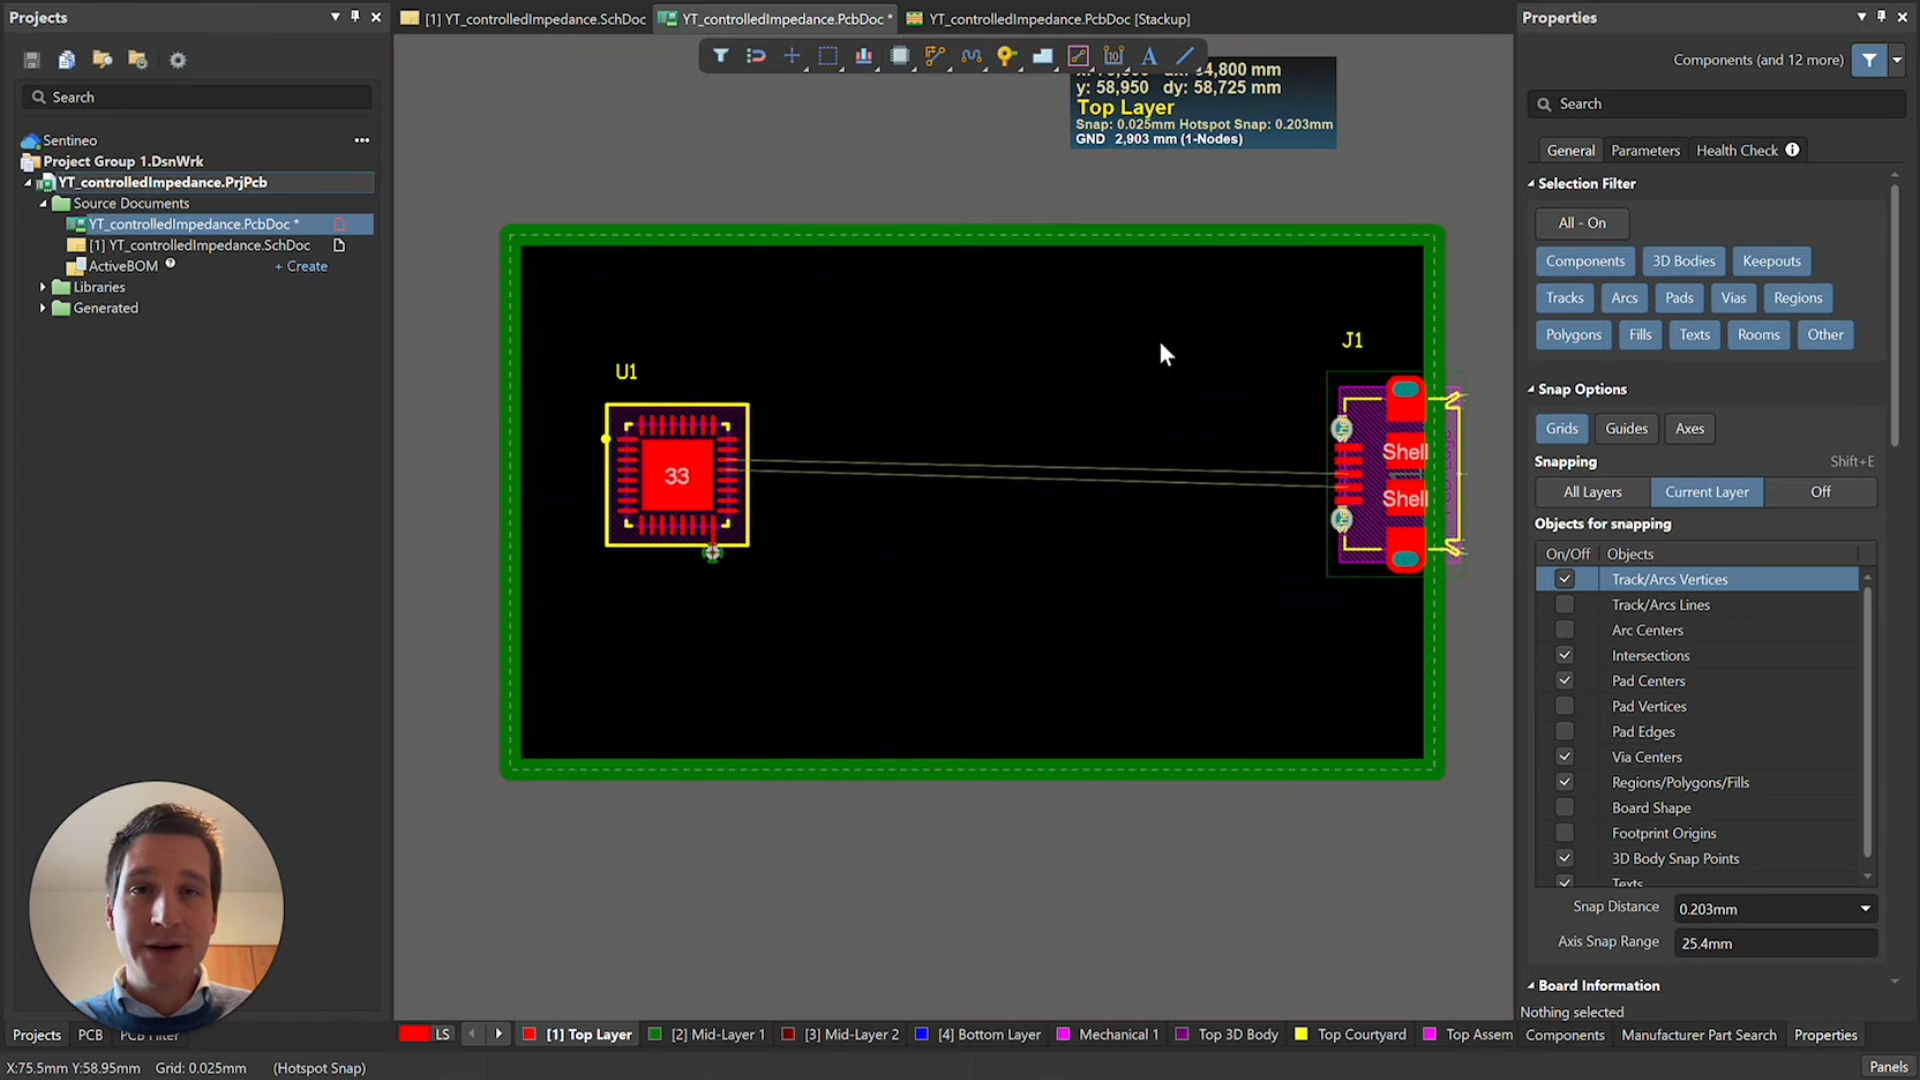 Projects
Search
Sentineo
Project Group 1.DsnWrk
YT_controlledImpedance.PrjPcb
Source Documents
YT_controlledImpedance.PcbDoc *
[1] YT_controlledImpedance.SchDoc
ActiveBOM
+ Create
Libraries
Generated
Projects
PCB
PCB Filter
X:75.5mm Y:58.95mm
Grid: 0.025mm
(Hotspot Snap)
[1] YT_controlledImpedance.SchDoc
YT_controlledImpedance.PcbDoc *
YT_controlledImpedance.PcbDoc [Stackup]
y: 58,950 dy: 58,725 mm
Top Layer
Snap: 0.025mm Hotspot Snap: 0.203mm
GND 2,903 mm (1-Nodes)
U1
33
J1
Shell
Shell
LS
[1] Top Layer
[2] Mid-Layer 1
[3] Mid-Layer 2
[4] Bottom Layer
Mechanical 1
Top 3D Body
Top Courtyard
Top Assem
Properties
Components (and 12 more)
Search
General
Parameters
Health Check
Selection Filter
All - On
Components
3D Bodies
Keepouts
Tracks
Arcs
Pads
Vias
Regions
Polygons
Fills
Texts
Rooms
Other
Snap Options
Grids
Guides
Axes
Snapping
Shift+E
All Layers
Current Layer
Off
Objects for snapping
On/Off
Objects
Track/Arcs Vertices
Track/Arcs Lines
Arc Centers
Intersections
Pad Centers
Pad Vertices
Pad Edges
Via Centers
Regions/Polygons/Fills
Board Shape
Footprint Origins
3D Body Snap Points
Texts
Snap Distance
0.203mm
Axis Snap Range
25.4mm
Board Information
Nothing selected
Components
Manufacturer Part Search
Properties
Panels